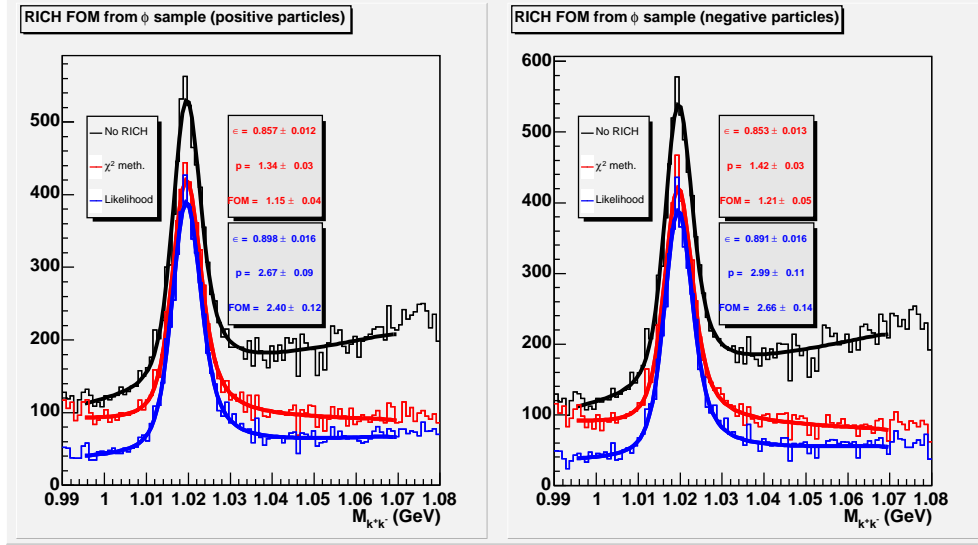 RICH FOM from ϕ sample (positive particles)
500
400
300
200
100
0
No RICH
χ² meth.
Likelihood
ϵ = 0.857 ± 0.012
p = 1.34 ± 0.03
FOM = 1.15 ± 0.04
ϵ = 0.898 ± 0.016
p = 2.67 ± 0.09
FOM = 2.40 ± 0.12
0.99 1 1.01 1.02 1.03 1.04 1.05 1.06 1.07 1.08
M k⁺k⁻ (GeV)
RICH FOM from ϕ sample (negative particles)
600
500
400
300
200
100
0
No RICH
χ² meth.
Likelihood
ϵ = 0.853 ± 0.013
p = 1.42 ± 0.03
FOM = 1.21 ± 0.05
ϵ = 0.891 ± 0.016
p = 2.99 ± 0.11
FOM = 2.66 ± 0.14
0.99 1 1.01 1.02 1.03 1.04 1.05 1.06 1.07 1.08
M k⁺k⁻ (GeV)